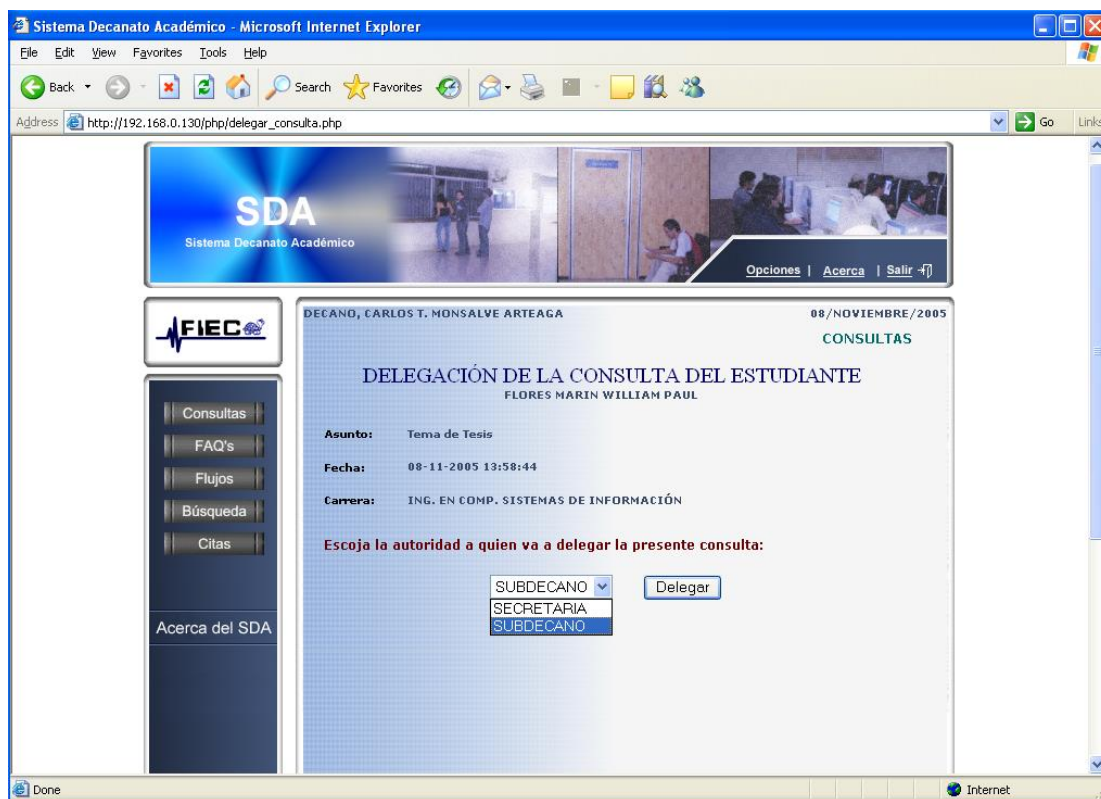 Sistema Decanato Académico - Microsoft Internet Explorer
File Edit View Favorites Tools Help
Back Search Favorites
Address http://192.168.0.130/php/delegar_consulta.php Go Links
SDA
Sistema Decanato Académico
Opciones | Acerca | Salir
FIEC
DECANO, CARLOS T. MONSALVE ARTEAGA 08/NOVIEMBRE/2005
CONSULTAS
DELEGACIÓN DE LA CONSULTA DEL ESTUDIANTE
FLORES MARIN WILLIAM PAUL
Consultas
FAQ's
Flujos
Búsqueda
Citas
Acerca del SDA
Asunto: Tema de Tesis
Fecha: 08-11-2005 13:58:44
Carrera: ING. EN COMP. SISTEMAS DE INFORMACIÓN
Escoja la autoridad a quien va a delegar la presente consulta:
SUBDECANO Delegar
SECRETARIA
SUBDECANO
Done Internet